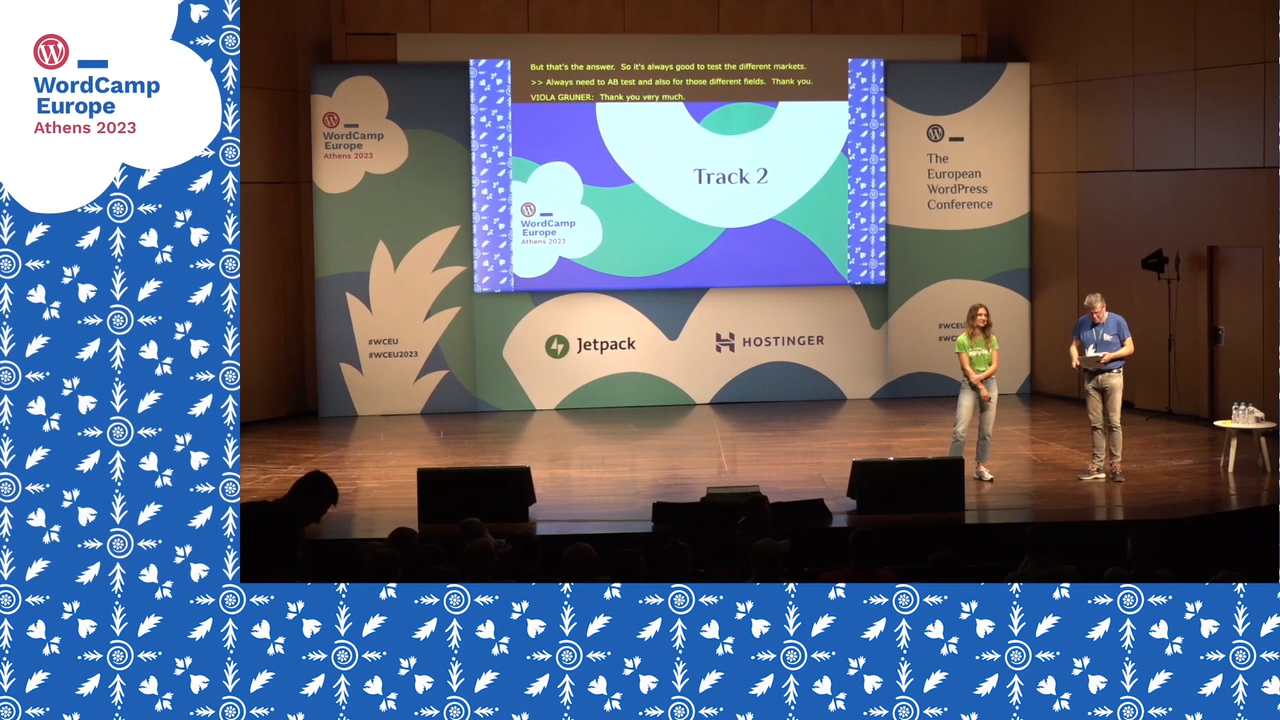 WordCamp
Europe
Athens 2023
But that's the answer. So it's always good to test the different markets.
>> Always need to AB test and also for those different fields. Thank you.
VIOLA GRUNER: Thank you very much.
Track 2
WordCamp
Europe
Athens 2023
WordCamp
Europe
Athens 2023
The
European
WordPress
Conference
#WCEU
#WCEU2023
Jetpack
HOSTINGER
#WCEU